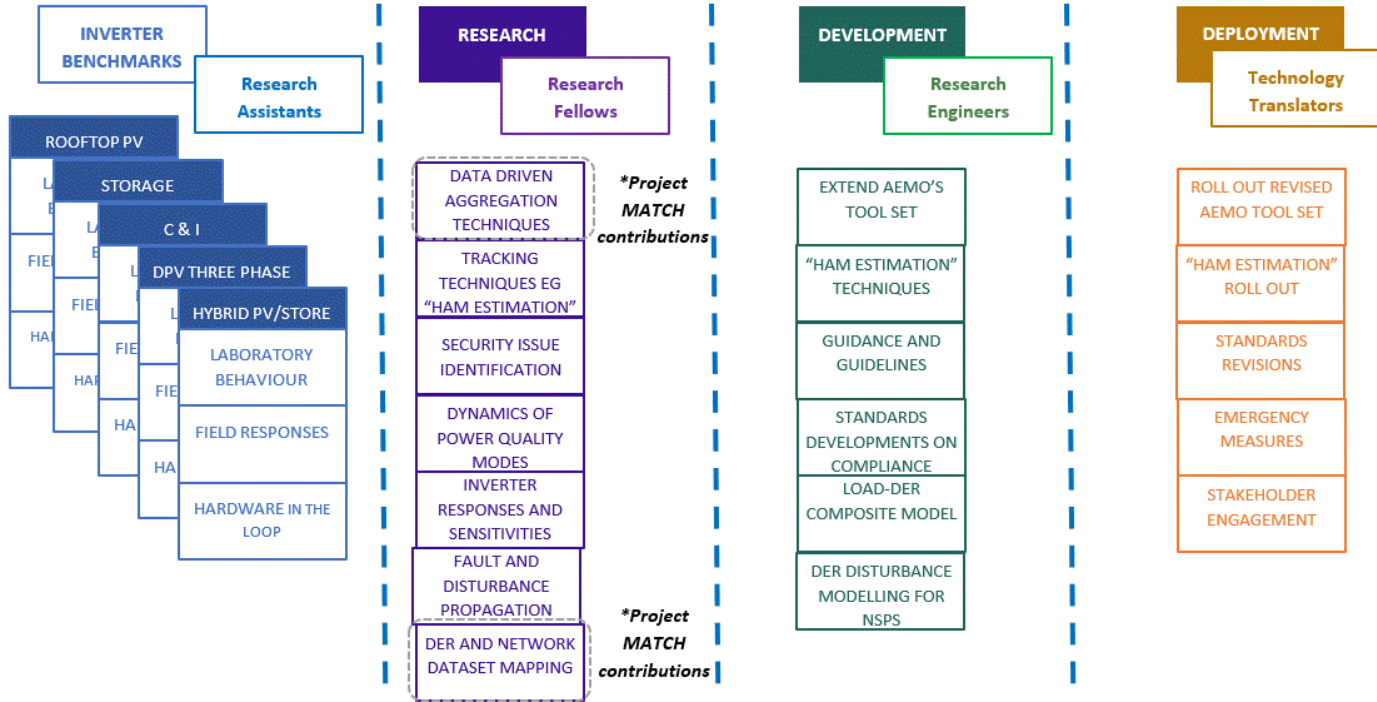 INVERTER
BENCHMARKS
Research
Assistants
ROOFTOP PV
STORAGE
C & I
DPV THREE PHASE
HYBRID PV/STORE
LABORATORY
BEHAVIOUR
FIELD RESPONSES
HARDWARE IN THE
LOOP
RESEARCH
Research
Fellows
DATA DRIVEN
AGGREGATION
TECHNIQUES
*Project
MATCH
contributions
TRACKING
TECHNIQUES EG
“HAM ESTIMATION”
SECURITY ISSUE
IDENTIFICATION
DYNAMICS OF
POWER QUALITY
MODES
INVERTER
RESPONSES AND
SENSITIVITIES
FAULT AND
DISTURBANCE
PROPAGATION
DER AND NETWORK
DATASET MAPPING
*Project
MATCH
contributions
DEVELOPMENT
Research
Engineers
EXTEND AEMO’S
TOOL SET
“HAM ESTIMATION”
TECHNIQUES
GUIDANCE AND
GUIDELINES
STANDARDS
DEVELOPMENTS ON
COMPLIANCE
LOAD-DER
COMPOSITE MODEL
DER DISTURBANCE
MODELLING FOR
NSPS
DEPLOYMENT
Technology
Translators
ROLL OUT REVISED
AEMO TOOL SET
“HAM ESTIMATION”
ROLL OUT
STANDARDS
REVISIONS
EMERGENCY
MEASURES
STAKEHOLDER
ENGAGEMENT